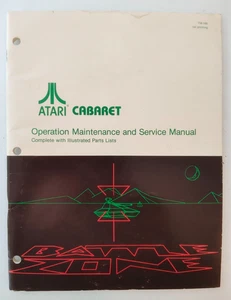 ATARI CABARET
Operation Maintenance and Service Manual
Complete with Illustrated Parts Lists
BATTLE
ZONE